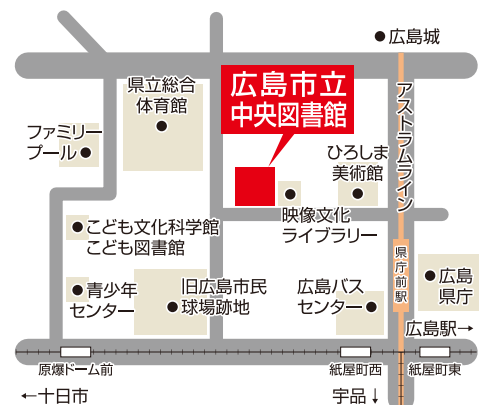 広島城
県立総合
体育館
広島市立
中央図書館
アストラムライン
ファミリー
プール
ひろしま
美術館
映像文化
ライブラリー
こども文化科学館
こども図書館
県庁前駅
広島
県庁
青少年
センター
旧広島市民
球場跡地
広島バス
センター
広島駅→
原爆ドーム前
紙屋町西
紙屋町東
←十日市
宇品↓